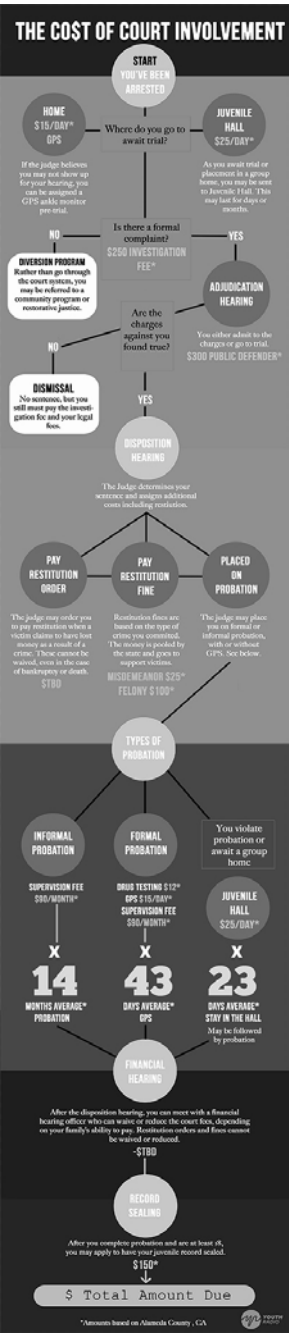 THE CO$T OF COURT INVOLVEMENT
START
YOU'VE BEEN
ARRESTED
HOME
$15/DAY*
GPS
Where do you go to
await trial?
JUVENILE
HALL
$25/DAY*
If the judge believes
you may not show up
for your hearing, you
can be assigned a
GPS ankle monitor
pre-trial.
As you await trial or
placement in a group
home, you may be sent
to Juvenile Hall. This
may last for days or
months.
Is there a formal
complaint?
$250 INVESTIGATION
FEE*
NO
YES
DIVERSION PROGRAM
Rather than go through
the court system, you
may be referred to a
community program or
restorative justice.
ADJUDICATION
HEARING
Are the
charges
against you
found true?
You either admit to the
charges or go to trial.
$300 PUBLIC DEFENDER*
NO
DISMISSAL
No sentence, but you
still must pay the investi-
gation fee and your legal
fees.
YES
DISPOSITION
HEARING
The Judge determines your
sentence and assigns additional
costs including restitution.
PAY
RESTITUTION
ORDER
PAY
RESTITUTION
FINE
PLACED
ON
PROBATION
The judge may order you
to pay restitution when a
victim claims to have lost
money as a result of a
crime. These cannot be
waived, even in the case
of bankruptcy or death.
$TBD
Restitution fines are
based on the type of
crime you commited.
The money is pooled by
the state and goes to
support victims.
MISDEMEANOR $25*
FELONY $100*
The judge may place
you on formal or
informal probation,
with or without
GPS. See below.
TYPES OF
PROBATION
INFORMAL
PROBATION
FORMAL
PROBATION
You violate
probation or
await a group
home
SUPERVISION FEE
$90/MONTH*
DRUG TESTING $12*
GPS $15/DAY*
SUPERVISION FEE
$90/MONTH*
JUVENILE
HALL
$25/DAY*
X
X
X
14
43
23
MONTHS AVERAGE*
PROBATION
DAYS AVERAGE*
GPS
DAYS AVERAGE*
STAY IN THE HALL
May be followed
by probation
FINANCIAL
HEARING
After the disposition hearing, you can meet with a financial
hearing officer who can waive or reduce the court fees, depending
on your family's ability to pay. Restitution orders and fines cannot
be waived or reduced.
-$TBD
RECORD
SEALING
After you complete probation and are at least 18,
you may apply to have your juvenile record sealed.
$150*
$ Total Amount Due
*Amounts based on Alameda County , CA
YOUTH
RADIO